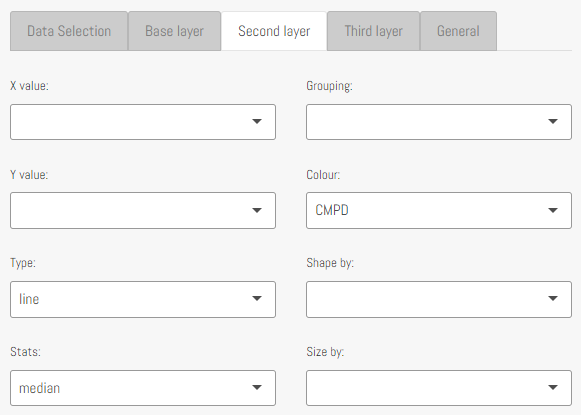 Data Selection Base layer Second layer Third layer General
X value: Grouping:
Y value: Colour:
CMPD
Type: Shape by:
line
Stats: Size by:
median